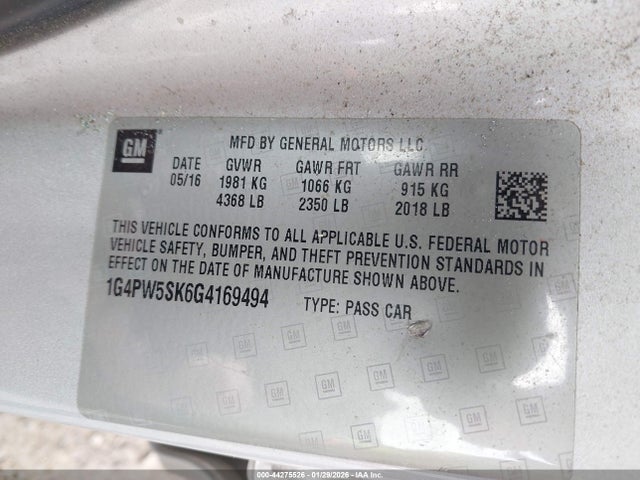 GM
MFD BY GENERAL MOTORS LLC
DATE GVWR GAWR FRT GAWR RR
05/16 1981 KG 1066 KG 915 KG
4368 LB 2350 LB 2018 LB
THIS VEHICLE CONFORMS TO ALL APPLICABLE U.S. FEDERAL MOTOR
VEHICLE SAFETY, BUMPER, AND THEFT PREVENTION STANDARDS IN
EFFECT ON THE DATE OF MANUFACTURE SHOWN ABOVE.
1G4PW5SK6G4169494 TYPE: PASS CAR
000-44275526 - 01/29/2026 - IAA Inc.